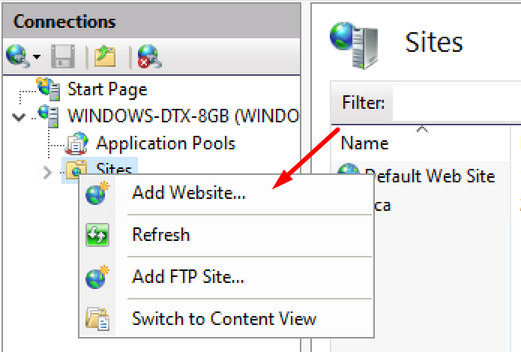 Connections
Start Page
WINDOWS-DTX-8GB (WINDO
Application Pools
Sites
Add Website...
Refresh
Add FTP Site...
Switch to Content View
Sites
Filter:
Name
Default Web Site
ca